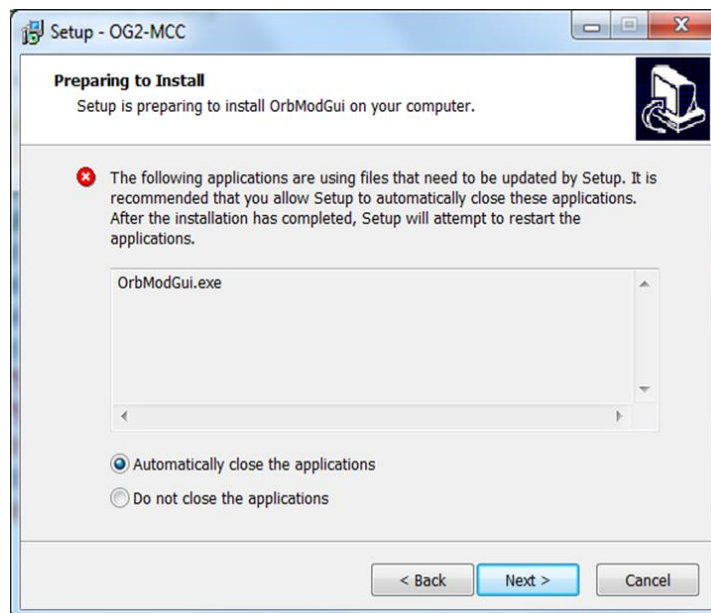 Setup - OG2-MCC
Preparing to Install
Setup is preparing to install OrbModGui on your computer.
The following applications are using files that need to be updated by Setup. It is
recommended that you allow Setup to automatically close these applications.
After the installation has completed, Setup will attempt to restart the
applications.
OrbModGui.exe
Automatically close the applications
Do not close the applications
< Back
Next >
Cancel